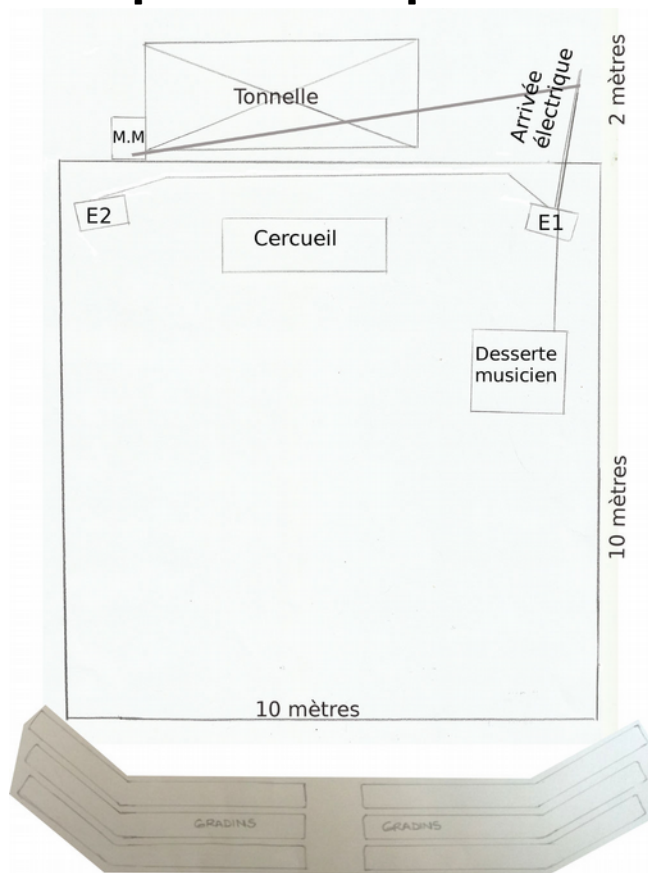 Tonnelle
Arrivée
électrique
2 mètres
M.M
E2
Cercueil
E1
Desserte
musicien
10 mètres
10 mètres
GRADINS
GRADINS